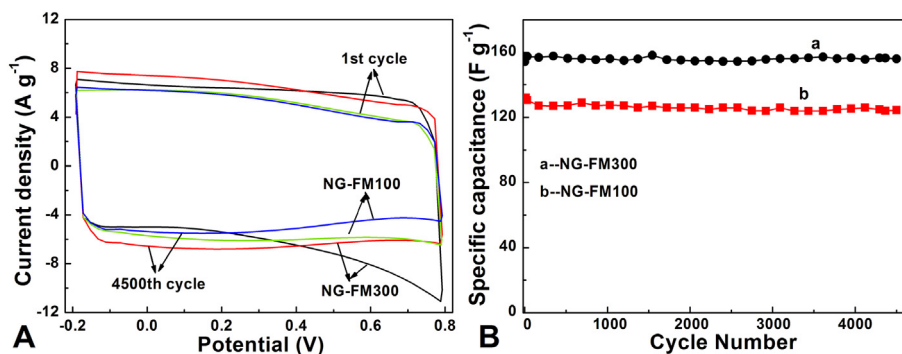 Current density (A g⁻¹)
12
8
4
0
-4
-8
-12
1st cycle
NG-FM100
4500th cycle
NG-FM300
-0.2 0.0 0.2 0.4 0.6 0.8
A Potential (V)
Specific capacitance (F g⁻¹)
160
120
80
40
0
a
b
a--NG-FM300
b--NG-FM100
0 1000 2000 3000 4000
B Cycle Number